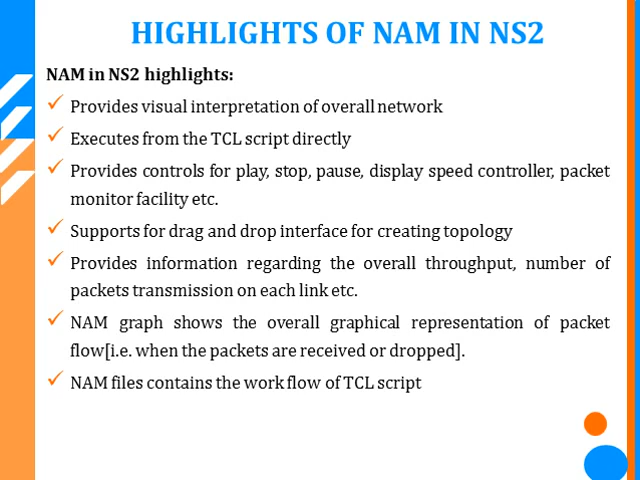 HIGHLIGHTS OF NAM IN NS2
NAM in NS2 highlights:
Provides visual interpretation of overall network
Executes from the TCL script directly
Provides controls for play, stop, pause, display speed controller, packet
monitor facility etc.
Supports for drag and drop interface for creating topology
Provides information regarding the overall throughput, number of
packets transmission on each link etc.
NAM graph shows the overall graphical representation of packet
flow[i.e. when the packets are received or dropped].
NAM files contains the work flow of TCL script